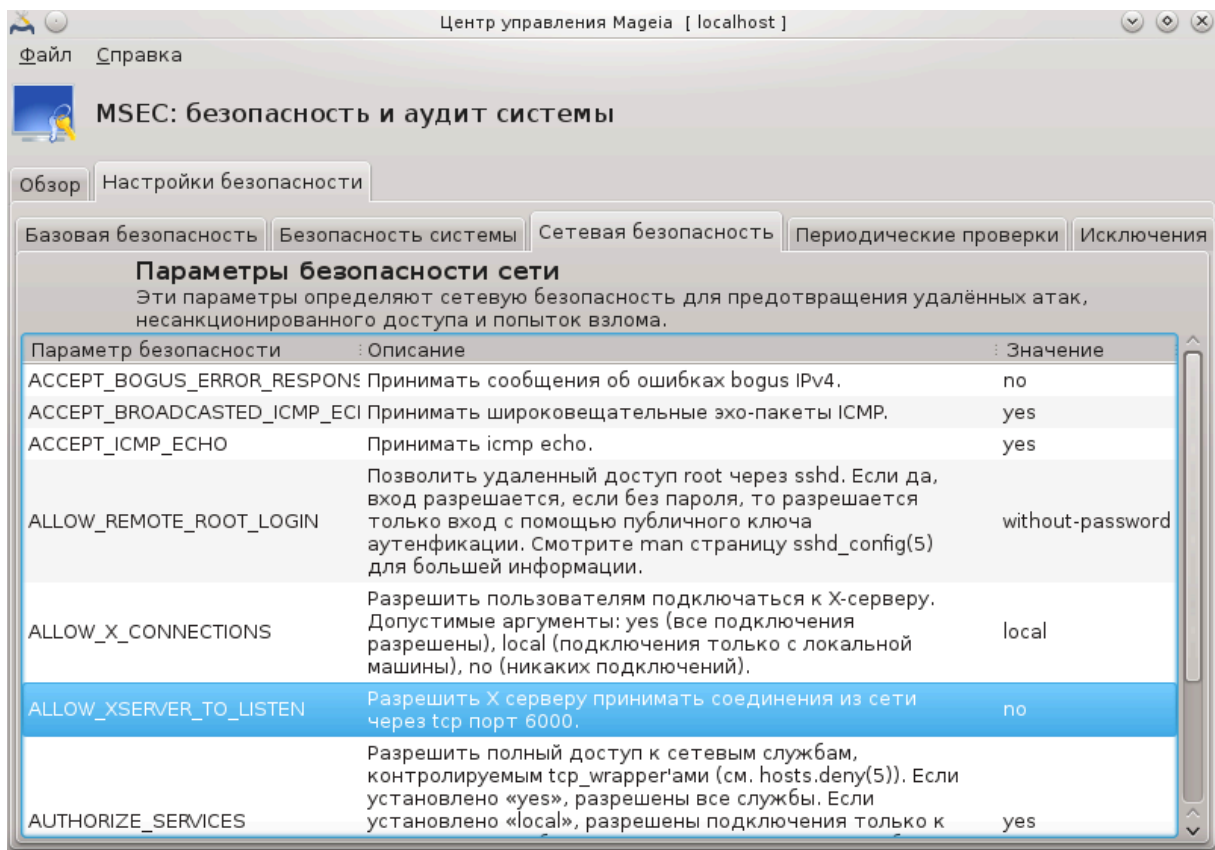 Центр управления Mageia [ localhost ]
Файл Справка
MSEC: безопасность и аудит системы
Обзор Настройки безопасности
Базовая безопасность Безопасность системы Сетевая безопасность Периодические проверки Исключения
Параметры безопасности сети
Эти параметры определяют сетевую безопасность для предотвращения удалённых атак,
несанкционированного доступа и попыток взлома.
Параметр безопасности Описание Значение
ACCEPT_BOGUS_ERROR_RESPONS Принимать сообщения об ошибках bogus IPv4. no
ACCEPT_BROADCASTED_ICMP_ECH Принимать широковещательные эхо-пакеты ICMP. yes
ACCEPT_ICMP_ECHO Принимать icmp echo. yes
Позволить удаленный доступ root через sshd. Если да,
вход разрешается, если без пароля, то разрешается
ALLOW_REMOTE_ROOT_LOGIN только вход с помощью публичного ключа without-password
аутенфикации. Смотрите man страницу sshd_config(5)
для большей информации.
Разрешить пользователям подключаться к X-серверу.
Допустимые аргументы: yes (все подключения
ALLOW_X_CONNECTIONS разрешены), local (подключения только с локальной local
машины), no (никаких подключений).
ALLOW_XSERVER_TO_LISTEN Разрешить X серверу принимать соединения из сети no
через tcp порт 6000.
Разрешить полный доступ к сетевым службам,
контролируемым tcp_wrapper'ами (см. hosts.deny(5)). Если
установлено «yes», разрешены все службы. Если
AUTHORIZE_SERVICES установлено «local», разрешены подключения только к yes